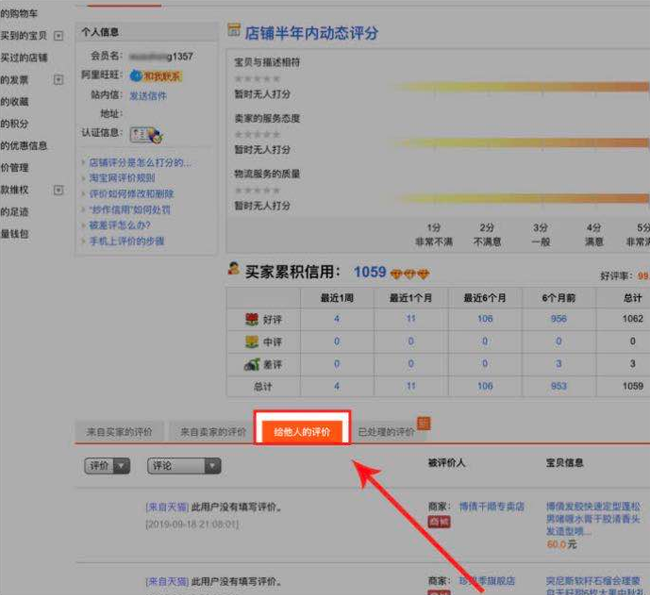 的购物车
买到的宝贝
买过的店铺
的发票
的收藏
的积分
的优惠信息
价管理
款维权
的足迹
量钱包
个人信息
会员名： g1357
阿里旺旺： 和我联系
站内信： 发送信件
地址：
认证信息：
店铺评分是怎么打分的...
淘宝网评价规则
评价如何修改和删除
“炒作信用”如何处罚
被差评怎么办?
手机上评价的步骤
店铺半年内动态评分
宝贝与描述相符
暂时无人打分
卖家的服务态度
暂时无人打分
物流服务的质量
暂时无人打分
1分 2分 3分 4分 5分
非常不满 不满意 一般 满意 非常
买家累积信用： 1059
好评率： 99
最近1周 最近1个月 最近6个月 6个月前 总计
好评 4 11 106 956 1062
中评 0 0 0 0 0
差评 0 0 0 3 3
总计 4 11 106 953 1059
来自买家的评价 来自卖家的评价 给他人的评价 已处理的评价
评价 评论 被评价人 宝贝信息
[来自天猫] 此用户没有填写评价。
[2019-09-18 21:08:01]
商家： 博倩千顺专卖店
商城
博倩发胶快速定型蓬松
男啫喱水膏干胶清香头
发造型喷...
60.0 元
[来自天猫] 此用户没有填写评价。
商家： 季旗舰店
突尼斯软籽石榴会理蒙